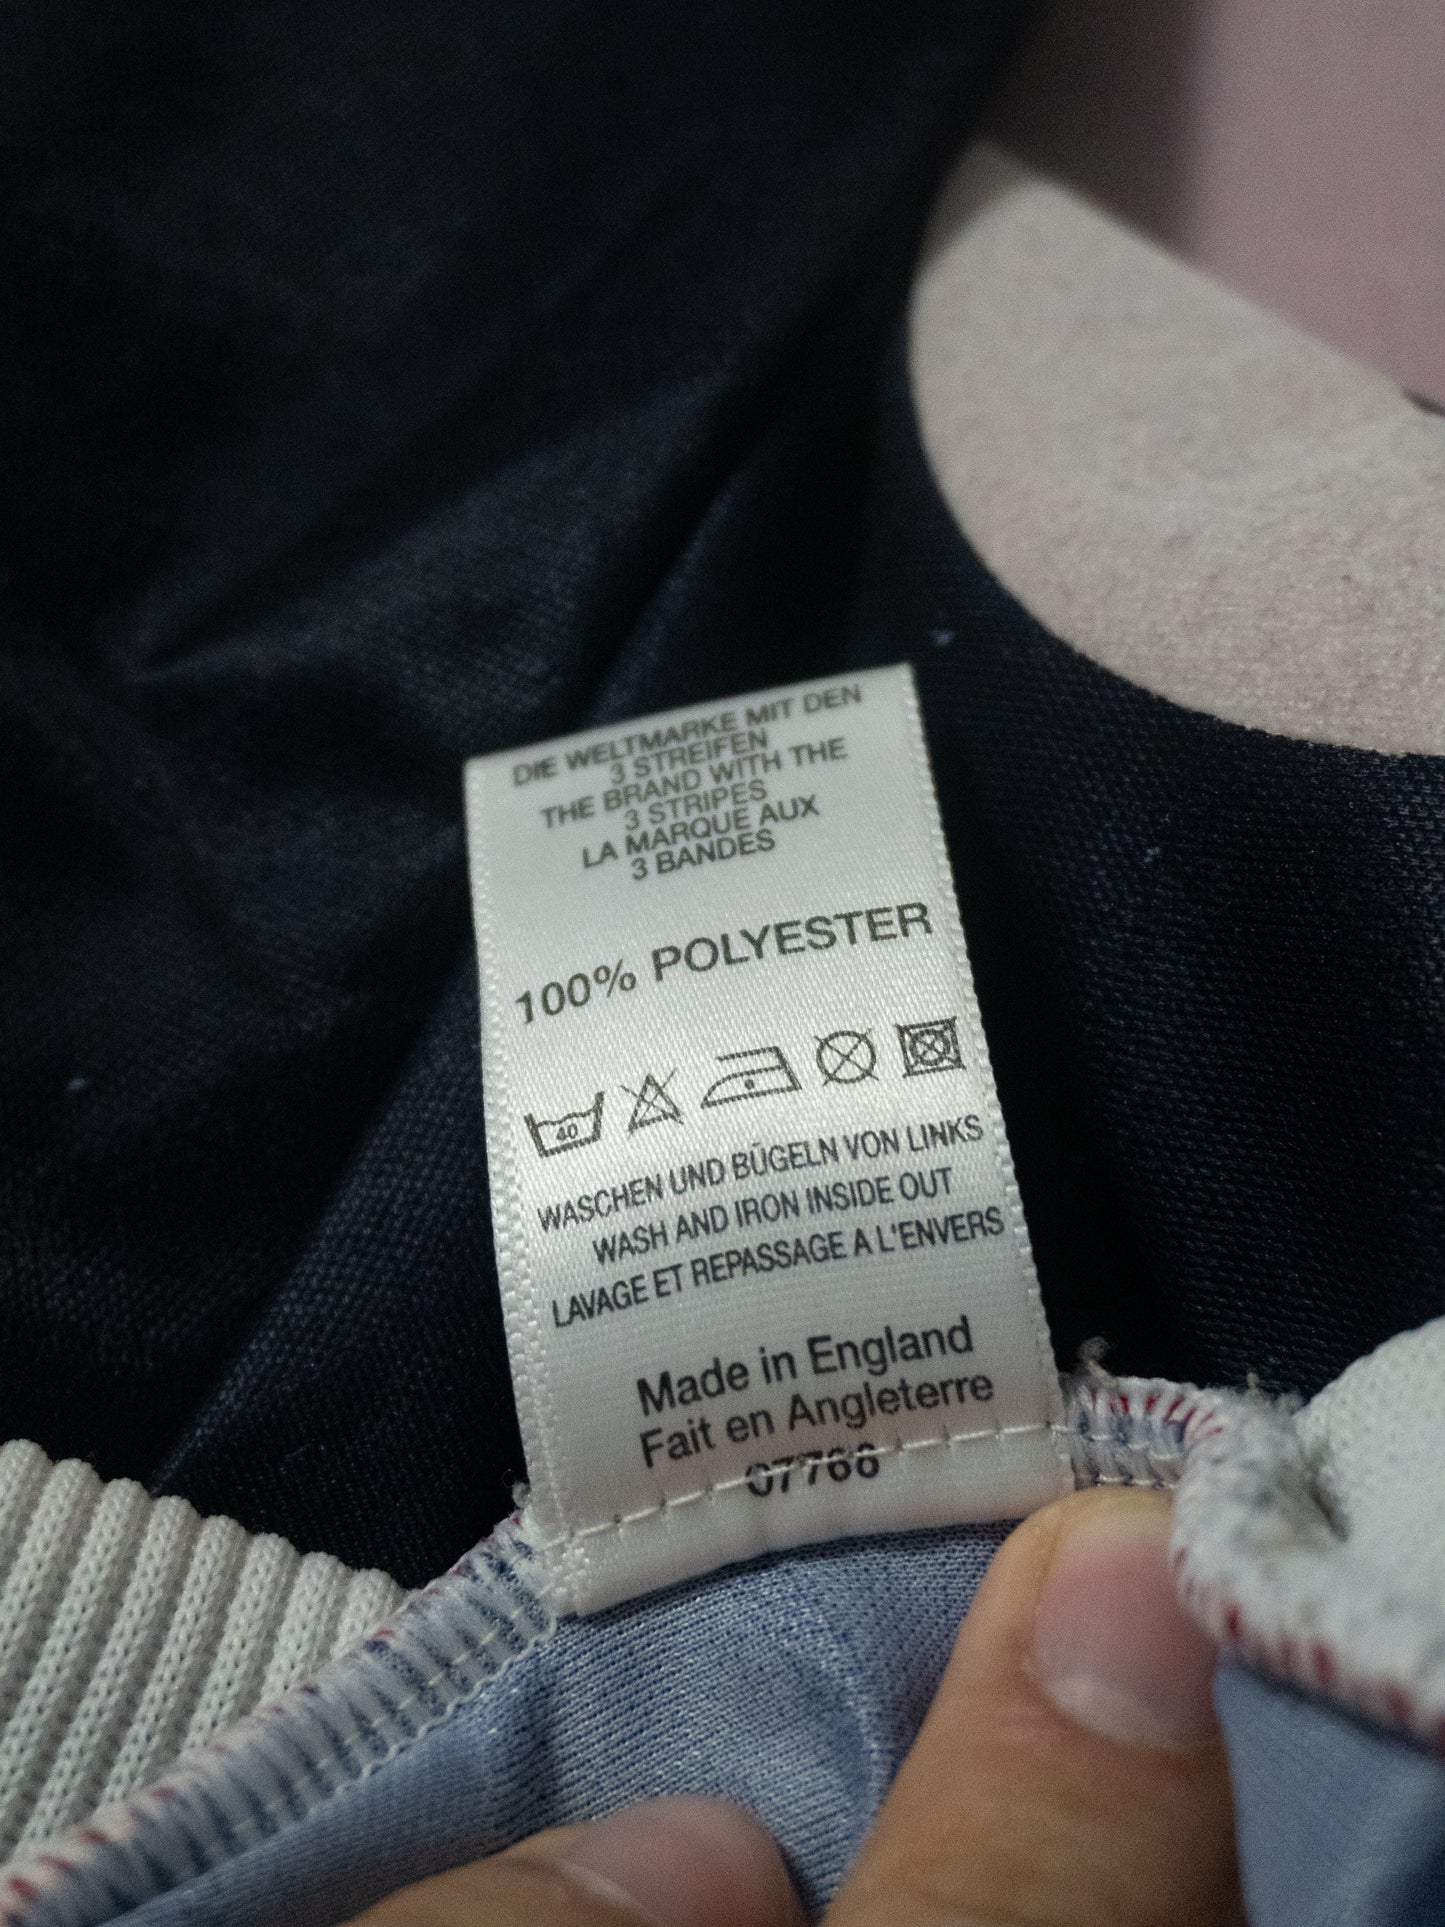 DIE WELTMARKE MIT DEN
3 STREIFEN
THE BRAND WITH THE
3 STRIPES
LA MARQUE AUX
3 BANDES
100% POLYESTER
40
WASCHEN UND BÜGELN VON LINKS
WASH AND IRON INSIDE OUT
LAVAGE ET REPASSAGE A L'ENVERS
Made in England
Fait en Angleterre
07768